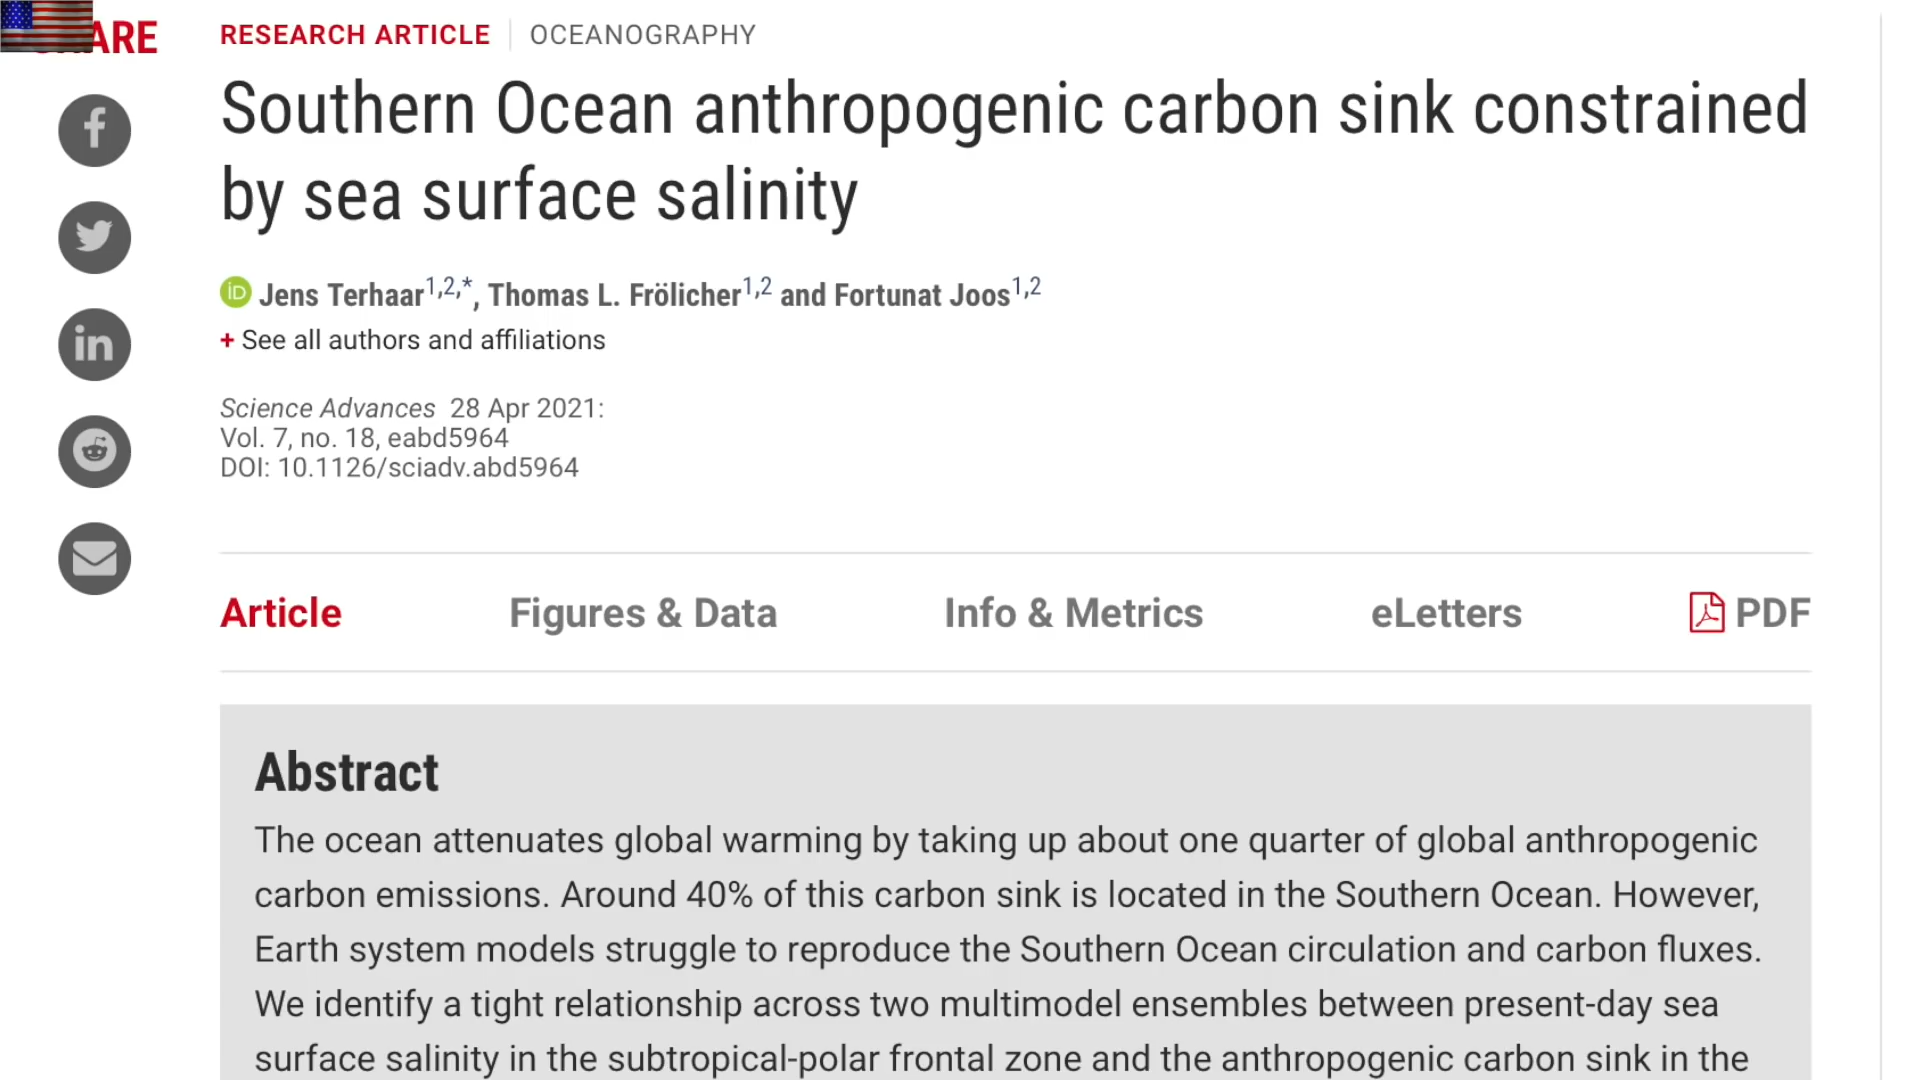 ARE
RESEARCH ARTICLE
OCEANOGRAPHY
Southern Ocean anthropogenic carbon sink constrained
by sea surface salinity
iD Jens Terhaar1,2,*, Thomas L. Frölicher1,2 and Fortunat Joos1,2
+ See all authors and affiliations
Science Advances 28 Apr 2021:
Vol. 7, no. 18, eabd5964
DOI: 10.1126/sciadv.abd5964
Article
Figures & Data
Info & Metrics
eLetters
PDF
Abstract
The ocean attenuates global warming by taking up about one quarter of global anthropogenic
carbon emissions. Around 40% of this carbon sink is located in the Southern Ocean. However,
Earth system models struggle to reproduce the Southern Ocean circulation and carbon fluxes.
We identify a tight relationship across two multimodel ensembles between present-day sea
surface salinity in the subtropical-polar frontal zone and the anthropogenic carbon sink in the